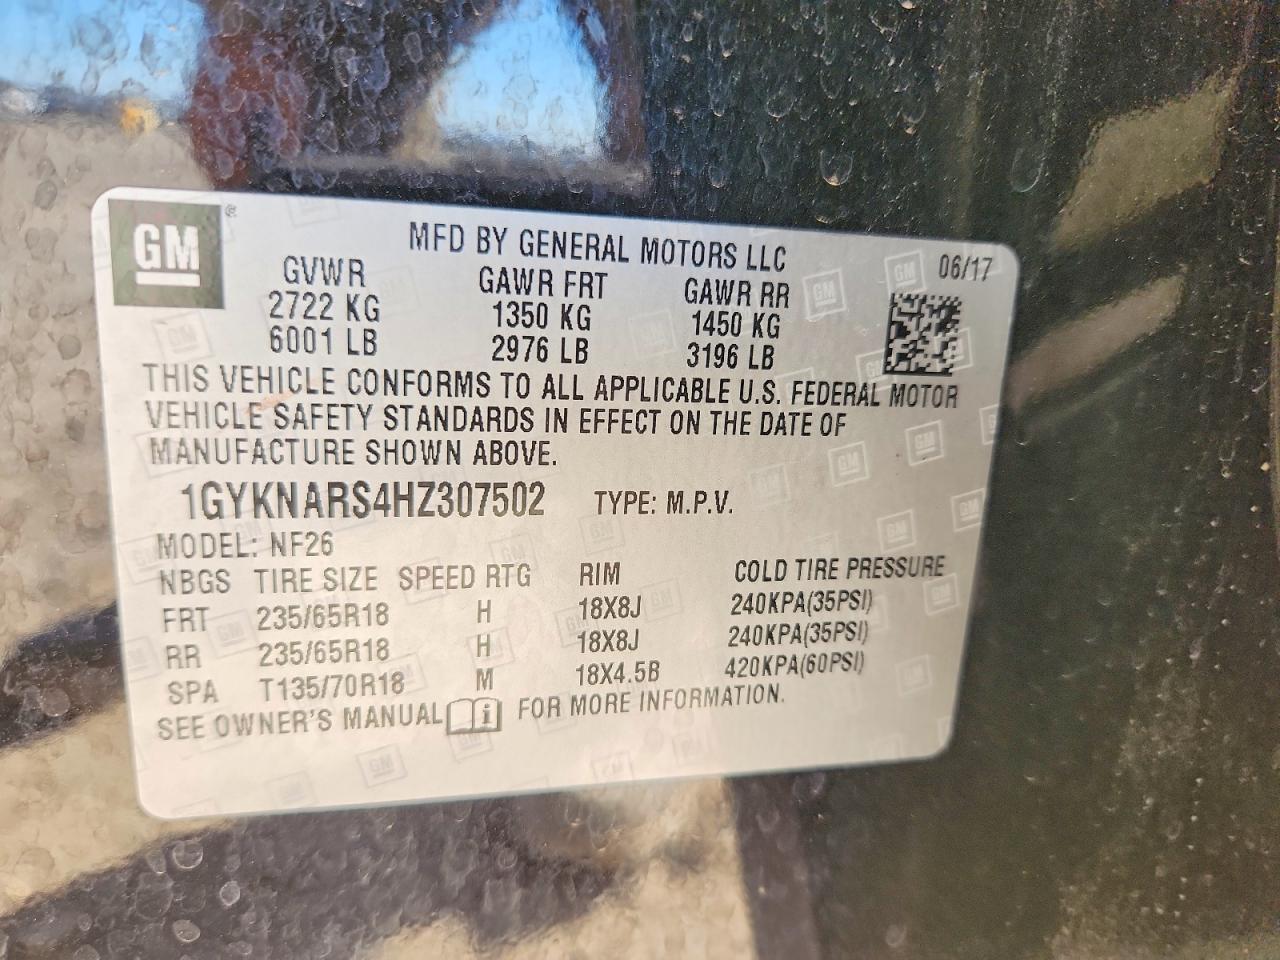 GM ®
MFD BY GENERAL MOTORS LLC
06/17
GVWR GAWR FRT GAWR RR
2722 KG 1350 KG 1450 KG
6001 LB 2976 LB 3196 LB
THIS VEHICLE CONFORMS TO ALL APPLICABLE U.S. FEDERAL MOTOR
VEHICLE SAFETY STANDARDS IN EFFECT ON THE DATE OF
MANUFACTURE SHOWN ABOVE.
1GYKNARS4HZ307502 TYPE: M.P.V.
MODEL: NF26
NBGS TIRE SIZE SPEED RTG RIM COLD TIRE PRESSURE
FRT 235/65R18 H 18X8J 240KPA(35PSI)
RR 235/65R18 H 18X8J 240KPA(35PSI)
SPA T135/70R18 M 18X4.5B 420KPA(60PSI)
SEE OWNER'S MANUAL i FOR MORE INFORMATION.